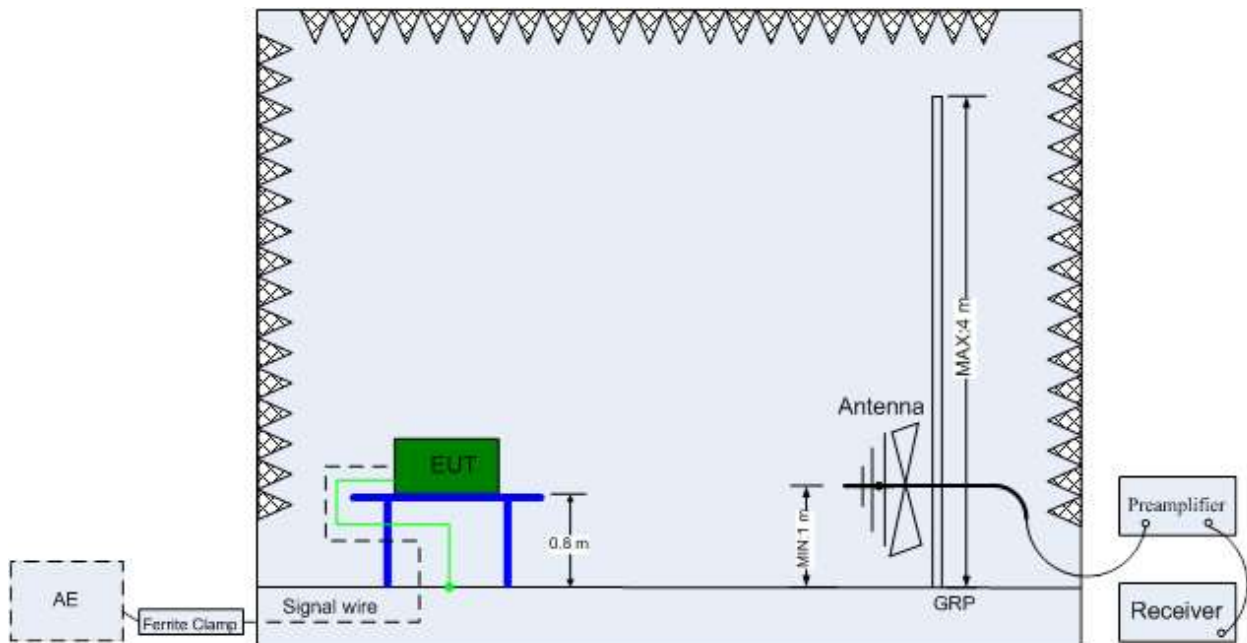 MAX:4 m
Antenna
EUT
MIN:1 m
0.8 m
Preamplifier
AE
Ferrite Clamp
Signal wire
GRP
Receiver